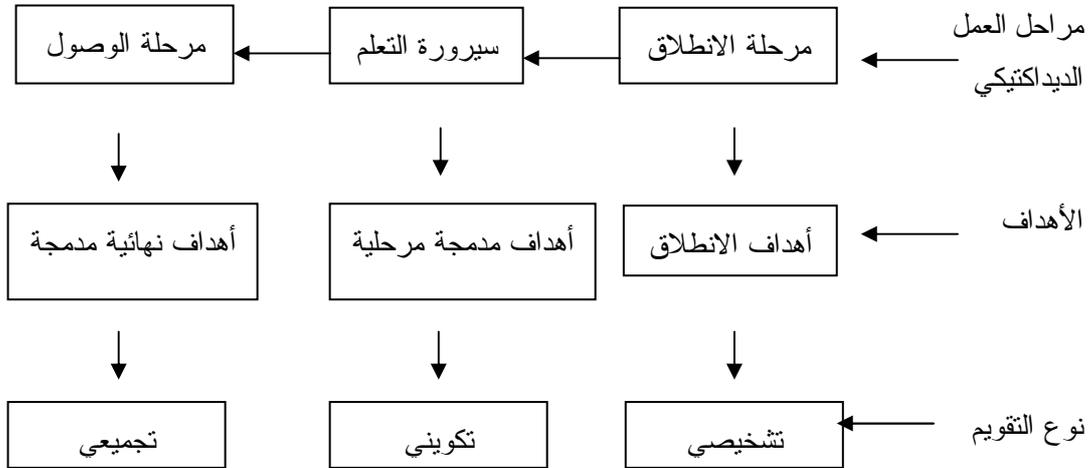 مراحل العمل
الديداكتيكي
مرحلة الانطلاق
سيرورة التعلم
مرحلة الوصول
الأهداف
أهداف الانطلاق
أهداف مدمجة مرحلية
أهداف نهائية مدمجة
نوع التقويم
تشخيصي
تكويني
تجميعي